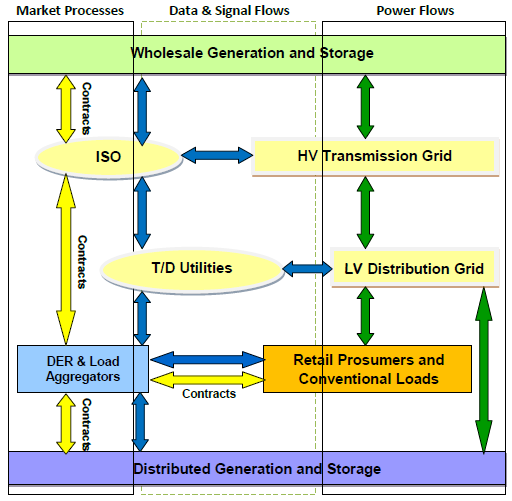 Market Processes
Data & Signal Flows
Power Flows
Wholesale Generation and Storage
Contracts
ISO
HV Transmission Grid
Contracts
T/D Utilities
LV Distribution Grid
DER & Load
Aggregators
Retail Prosumers and
Conventional Loads
Contracts
Contracts
Distributed Generation and Storage